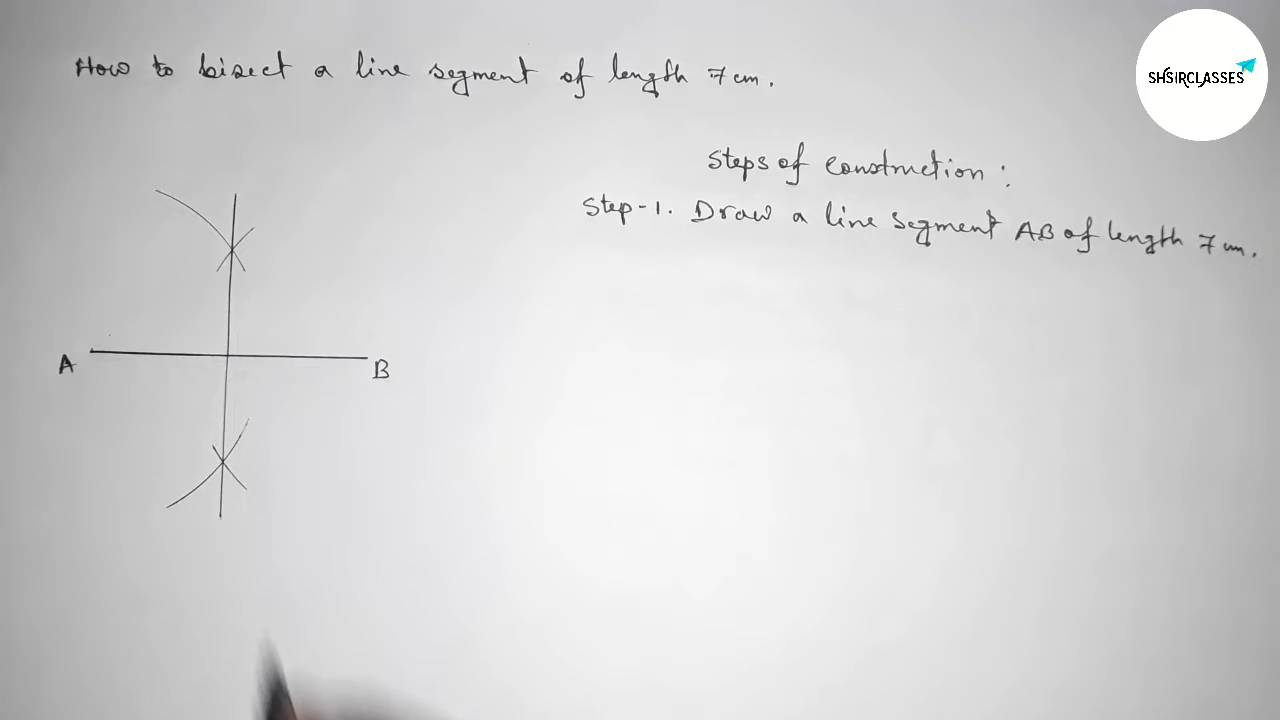 How to bisect a line segment of length 7 cm.
SHSIRCLASSES
Steps of construction:
Step-1. Draw a line segment AB of length 7 cm.
A
B